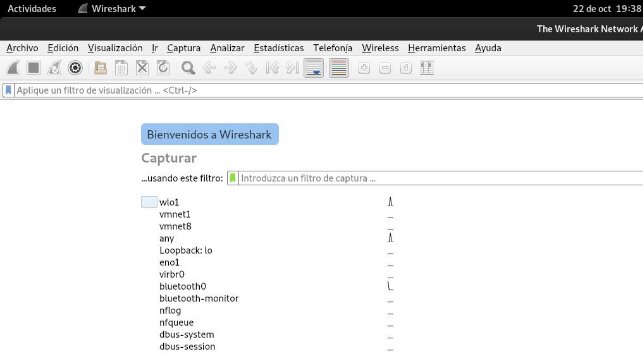 Actividades Wireshark 22 de oct 19:38
The Wireshark Network A
Archivo Edición Visualización Ir Captura Analizar Estadísticas Telefonía Wireless Herramientas Ayuda
Aplique un filtro de visualización ... <Ctrl-/>
Bienvenidos a Wireshark
Capturar
...usando este filtro: Introduzca un filtro de captura ...
wlo1
vmnet1
vmnet8
any
Loopback: lo
eno1
virbr0
bluetooth0
bluetooth-monitor
nflog
nfqueue
dbus-system
dbus-session